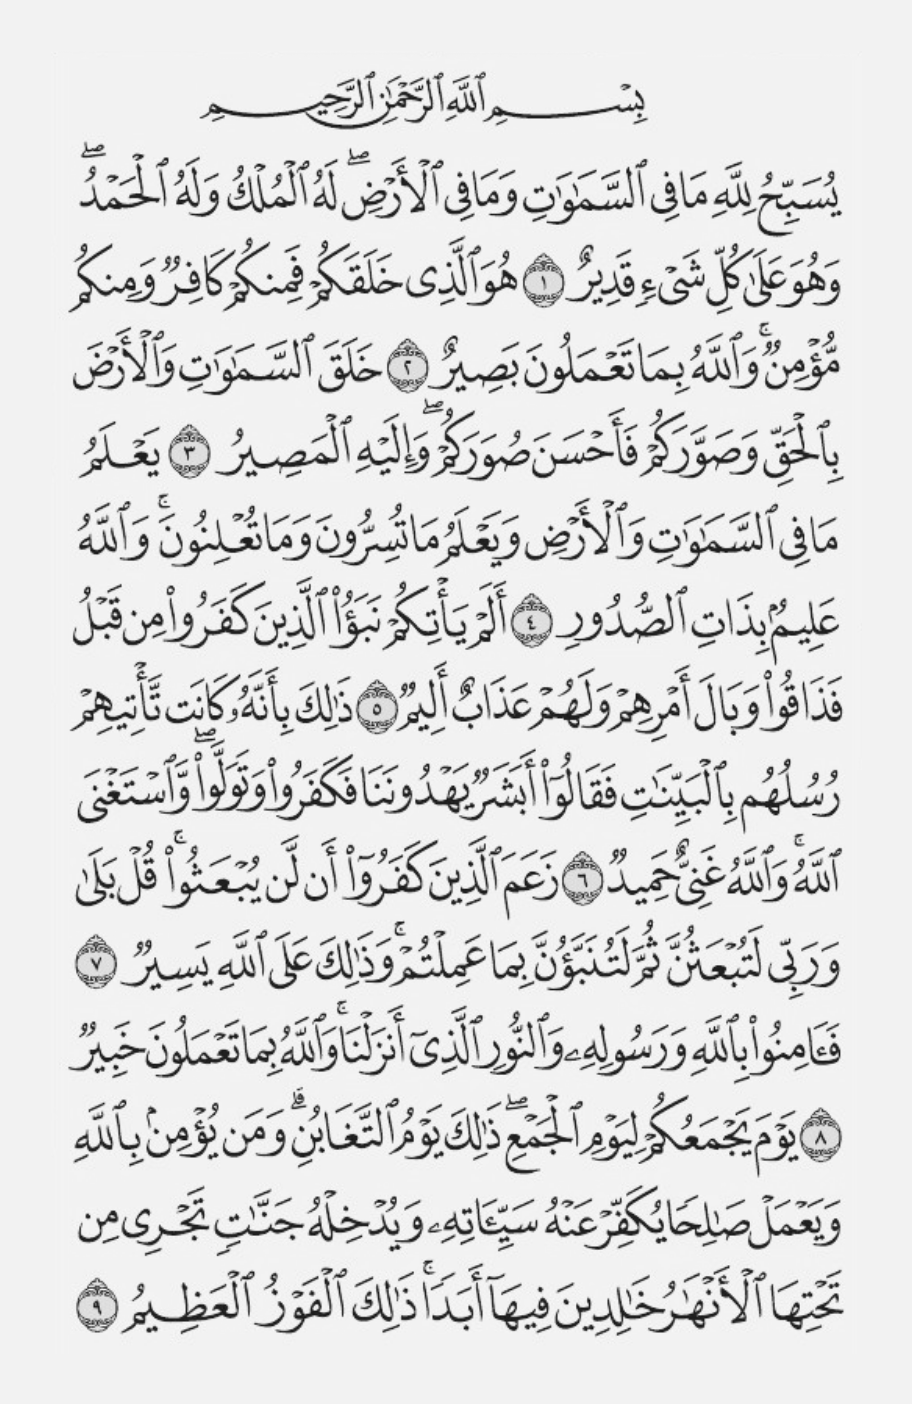 بِسْمِ ٱللَّهِ ٱلرَّحْمَٰنِ ٱلرَّحِيمِ
يُسَبِّحُ لِلَّهِ مَا فِى ٱلسَّمَٰوَٰتِ وَمَا فِى ٱلْأَرْضِ ۖ لَهُ ٱلْمُلْكُ وَلَهُ ٱلْحَمْدُ ۖ
وَهُوَ عَلَىٰ كُلِّ شَىْءٍ قَدِيرٌ ١ هُوَ ٱلَّذِى خَلَقَكُمْ فَمِنكُمْ كَافِرٌ وَمِنكُم
مُّؤْمِنٌ ۚ وَٱللَّهُ بِمَا تَعْمَلُونَ بَصِيرٌ ٢ خَلَقَ ٱلسَّمَٰوَٰتِ وَٱلْأَرْضَ
بِٱلْحَقِّ وَصَوَّرَكُمْ فَأَحْسَنَ صُوَرَكُمْ ۖ وَإِلَيْهِ ٱلْمَصِيرُ ٣ يَعْلَمُ
مَا فِى ٱلسَّمَٰوَٰتِ وَٱلْأَرْضِ وَيَعْلَمُ مَا تُسِرُّونَ وَمَا تُعْلِنُونَ ۚ وَٱللَّهُ
عَلِيمٌۢ بِذَاتِ ٱلصُّدُورِ ٤ أَلَمْ يَأْتِكُمْ نَبَؤُا۟ ٱلَّذِينَ كَفَرُوا۟ مِن قَبْلُ
فَذَاقُوا۟ وَبَالَ أَمْرِهِمْ وَلَهُمْ عَذَابٌ أَلِيمٌ ٥ ذَٰلِكَ بِأَنَّهُۥ كَانَت تَّأْتِيهِمْ
رُسُلُهُم بِٱلْبَيِّنَٰتِ فَقَالُوٓا۟ أَبَشَرٌ يَهْدُونَنَا فَكَفَرُوا۟ وَتَوَلَّوا۟ ۖ وَّٱسْتَغْنَى
ٱللَّهُ ۚ وَٱللَّهُ غَنِىٌّ حَمِيدٌ ٦ زَعَمَ ٱلَّذِينَ كَفَرُوٓا۟ أَن لَّن يُبْعَثُوا۟ ۚ قُلْ بَلَىٰ
وَرَبِّى لَتُبْعَثُنَّ ثُمَّ لَتُنَبَّؤُنَّ بِمَا عَمِلْتُمْ ۚ وَذَٰلِكَ عَلَى ٱللَّهِ يَسِيرٌ ٧
فَـَٔامِنُوا۟ بِٱللَّهِ وَرَسُولِهِۦ وَٱلنُّورِ ٱلَّذِىٓ أَنزَلْنَا ۚ وَٱللَّهُ بِمَا تَعْمَلُونَ خَبِيرٌ
٨ يَوْمَ يَجْمَعُكُمْ لِيَوْمِ ٱلْجَمْعِ ۖ ذَٰلِكَ يَوْمُ ٱلتَّغَابُنِ ۗ وَمَن يُؤْمِنۢ بِٱللَّهِ
وَيَعْمَلْ صَٰلِحًا يُكَفِّرْ عَنْهُ سَيِّـَٔاتِهِۦ وَيُدْخِلْهُ جَنَّٰتٍ تَجْرِى مِن
تَحْتِهَا ٱلْأَنْهَٰرُ خَٰلِدِينَ فِيهَآ أَبَدًا ۚ ذَٰلِكَ ٱلْفَوْزُ ٱلْعَظِيمُ ٩